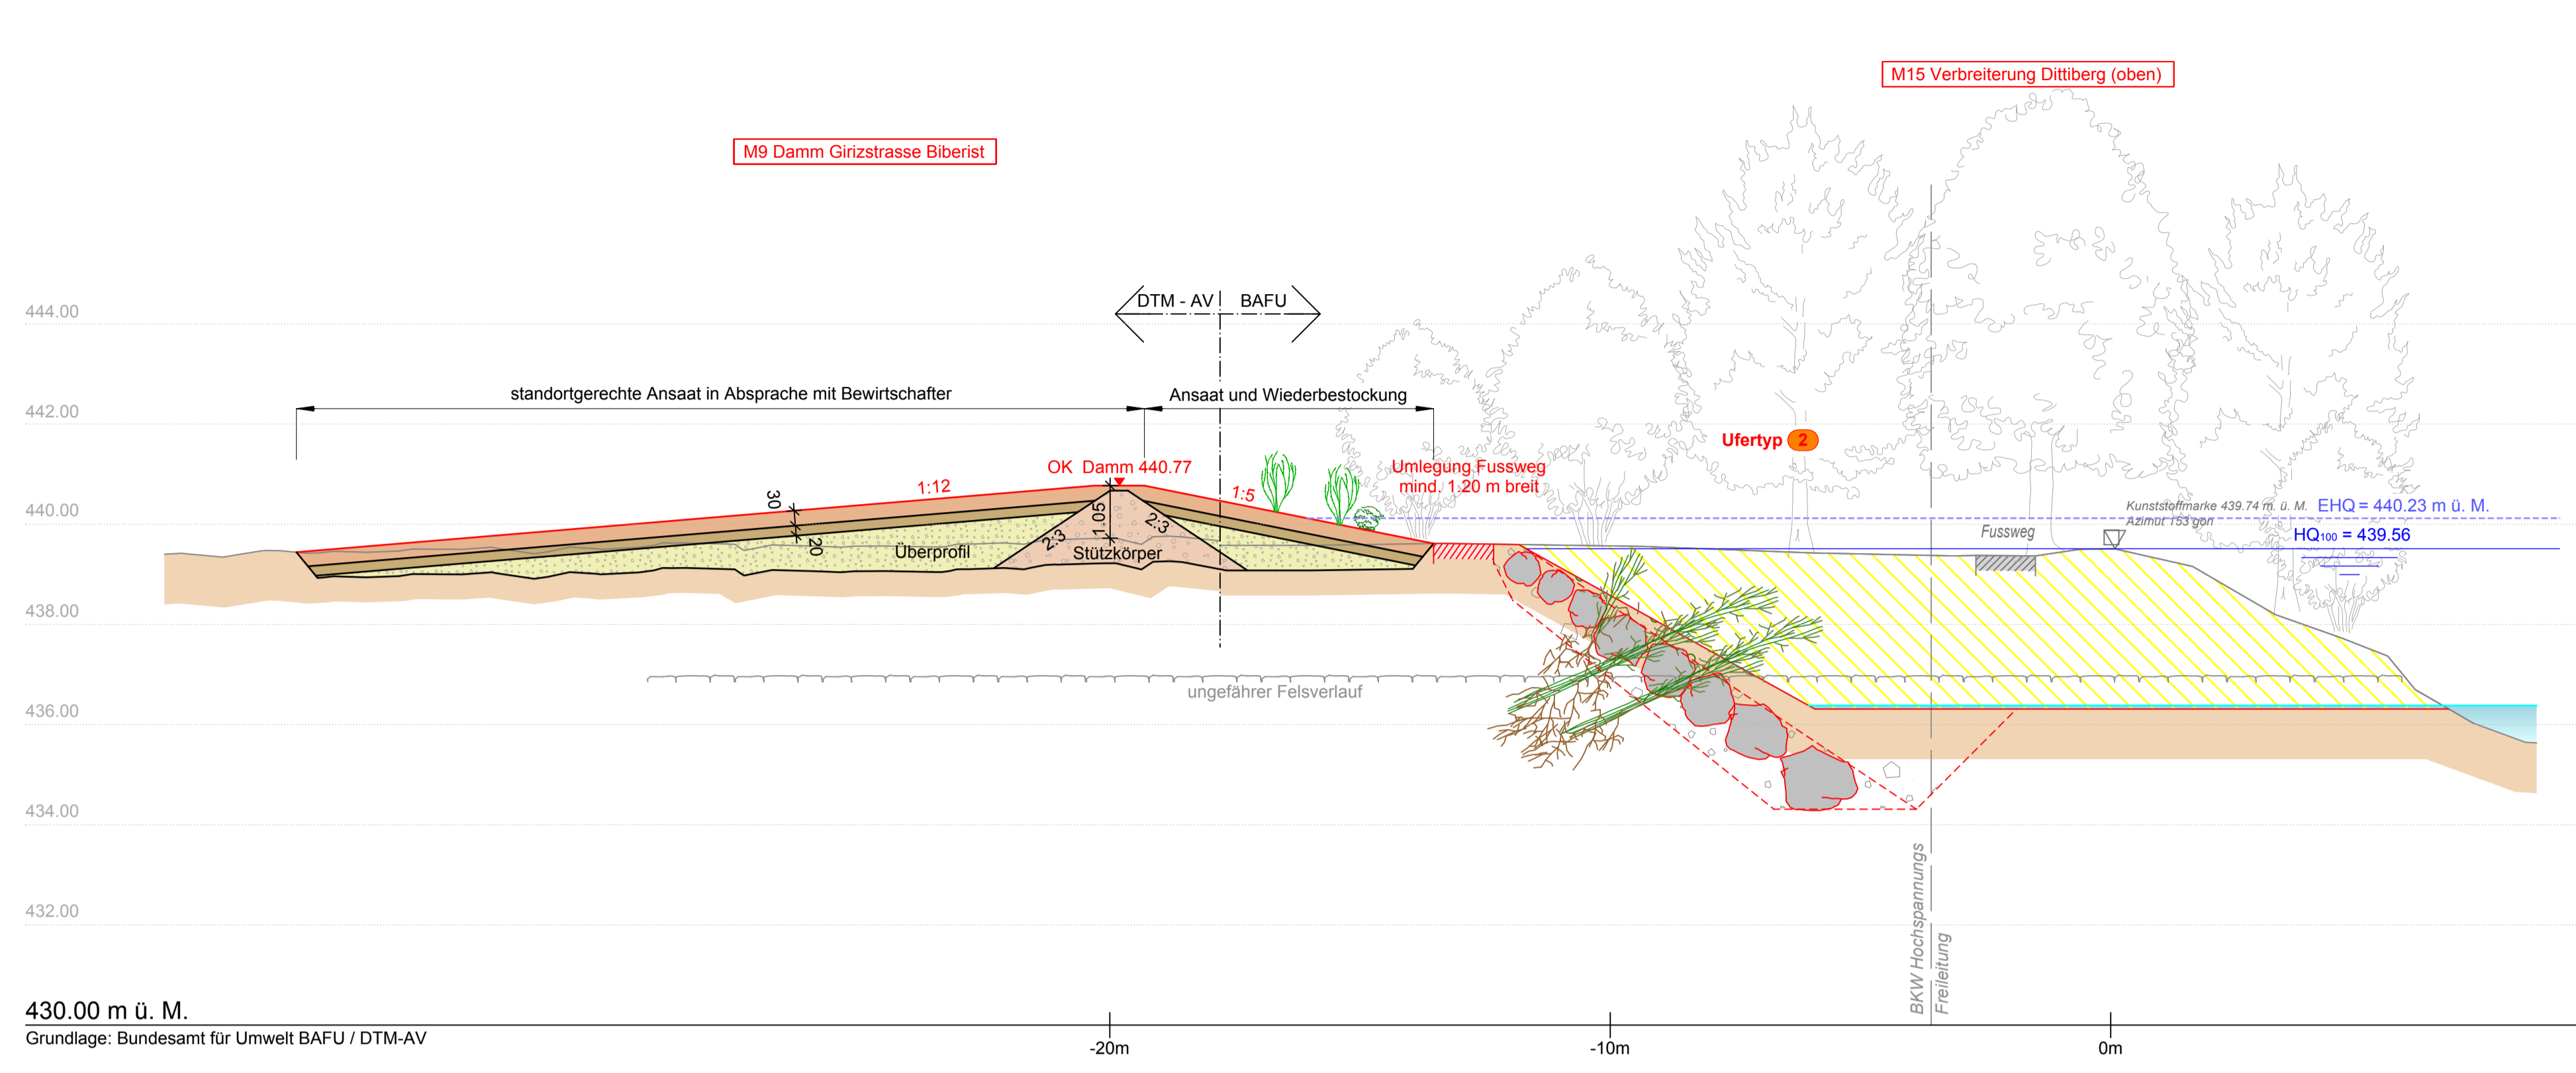 M15 Verbreiterung Dittiberg (oben)
M9 Damm Girizstrasse Biberist
DTM - AV
BAFU
444.00
442.00
440.00
438.00
436.00
434.00
432.00
standortgerechte Ansaat in Absprache mit Bewirtschafter
Ansaat und Wiederbestockung
Ufertyp 2
OK Damm 440.77
Umlegung Fussweg
mind. 1.20 m breit
1:12
1:5
30
20
1.05
2:3
2:3
Überprofil
Stützkörper
Fussweg
Kunststoffmarke 439.74 m. ü. M.
Azimut 153 gon
EHQ = 440.23 m ü. M.
HQ100 = 439.56
ungefährer Felsverlauf
BKW Hochspannungs
Freileitung
430.00 m ü. M.
Grundlage: Bundesamt für Umwelt BAFU / DTM-AV
-20m
-10m
0m